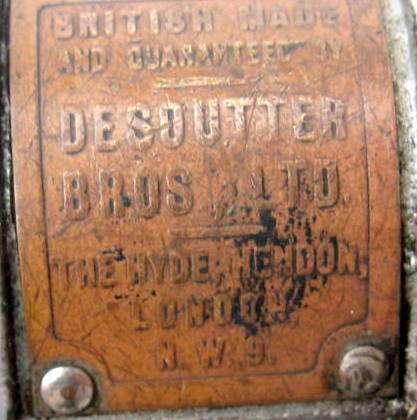 BRITISH MADE
AND GUARANTEED BY
DESOUTTER
BROS. LTD.
THE HYDE, HENDON,
LONDON,
N.W.9.